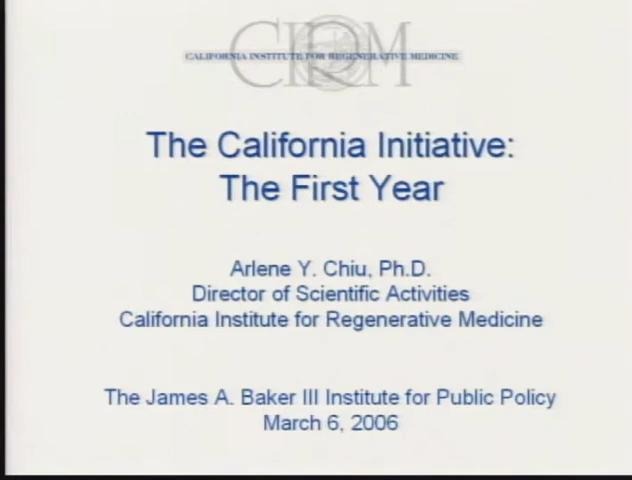 CIRM
CALIFORNIA INSTITUTE FOR REGENERATIVE MEDICINE
The California Initiative:
The First Year
Arlene Y. Chiu, Ph.D.
Director of Scientific Activities
California Institute for Regenerative Medicine
The James A. Baker III Institute for Public Policy
March 6, 2006